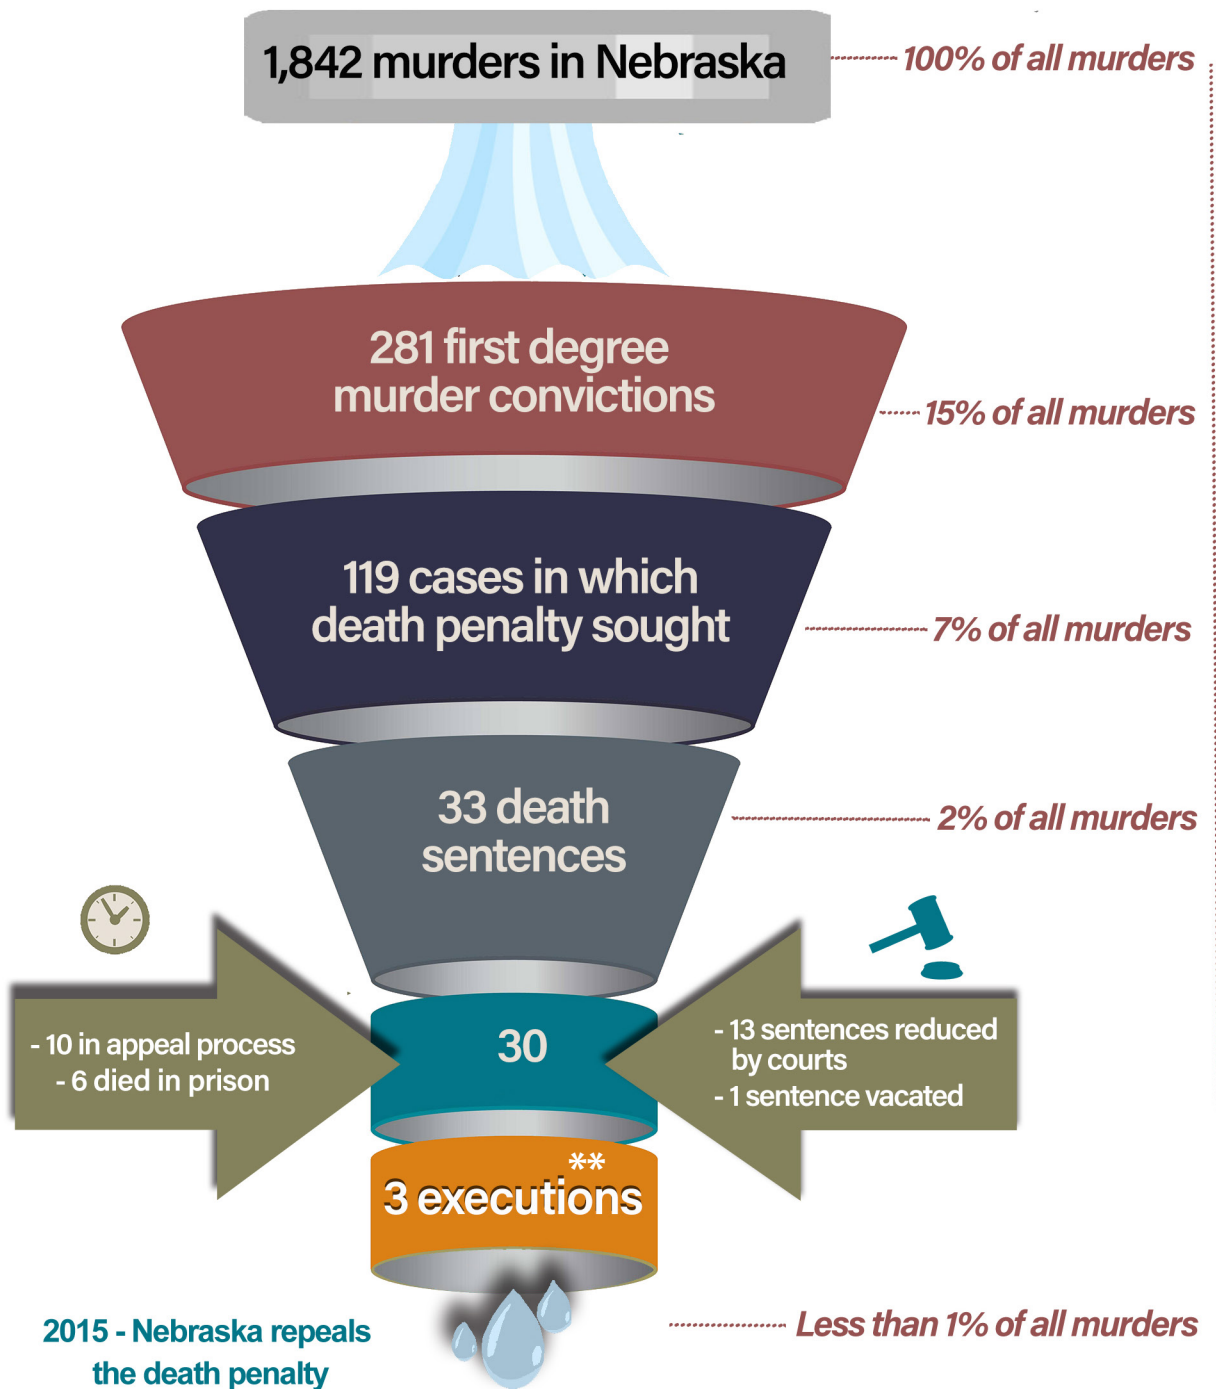 1,842 murders in Nebraska
100% of all murders
281 first degree
murder convictions
15% of all murders
119 cases in which
death penalty sought
7% of all murders
33 death
sentences
2% of all murders
- 10 in appeal process
- 6 died in prison
30
- 13 sentences reduced
by courts
- 1 sentence vacated
**
3 executions
2015 - Nebraska repeals
the death penalty
Less than 1% of all murders